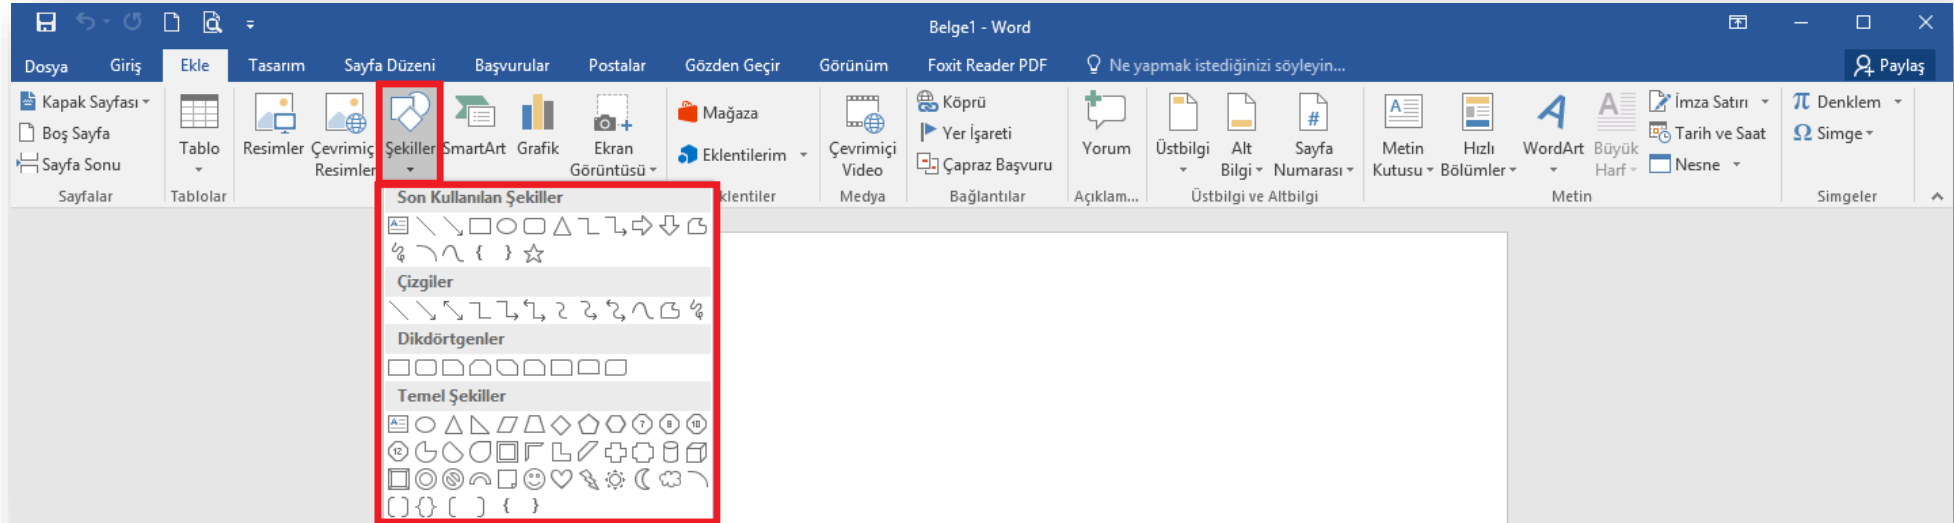 Belge1 - Word
Dosya Giriş Ekle Tasarım Sayfa Düzeni Başvurular Postalar Gözden Geçir Görünüm Foxit Reader PDF Ne yapmak istediğinizi söyleyin... Paylaş
Kapak Sayfası
Boş Sayfa
Sayfa Sonu
Sayfalar
Tablo
Tablolar
Resimler
Çevrimiçi
Resimler
Şekiller
SmartArt
Grafik
Ekran
Görüntüsü
Mağaza
Eklentilerim
klentiler
Çevrimiçi
Video
Medya
Köprü
Yer İşareti
Çapraz Başvuru
Bağlantılar
Yorum
Açıklam...
Üstbilgi
Alt
Bilgi
Sayfa
Numarası
Üstbilgi ve Altbilgi
Metin
Kutusu
Hızlı
Bölümler
WordArt
Büyük
Harf
İmza Satırı
Tarih ve Saat
Nesne
Metin
π Denklem
Ω Simge
Simgeler
Son Kullanılan Şekiller
Çizgiler
Dikdörtgenler
Temel Şekiller
7 8 10
12